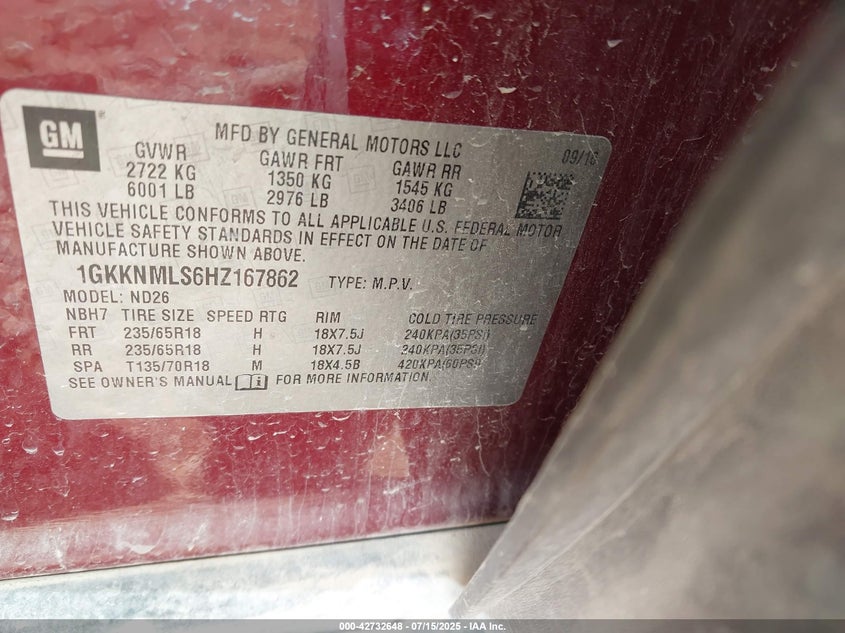 GM
MFD BY GENERAL MOTORS LLC
09/16
GVWR GAWR FRT GAWR RR
2722 KG 1350 KG 1545 KG
6001 LB 2976 LB 3406 LB
THIS VEHICLE CONFORMS TO ALL APPLICABLE U.S. FEDERAL MOTOR
VEHICLE SAFETY STANDARDS IN EFFECT ON THE DATE OF
MANUFACTURE SHOWN ABOVE.
1GKKNMLS6HZ167862 TYPE: M.P.V.
MODEL: ND26
NBH7 TIRE SIZE SPEED RTG RIM COLD TIRE PRESSURE
FRT 235/65R18 H 18X7.5J 240KPA(35PSI)
RR 235/65R18 H 18X7.5J 240KPA(35PSI)
SPA T135/70R18 M 18X4.5B 420KPA(60PSI)
SEE OWNER'S MANUAL FOR MORE INFORMATION.
000-42732648 - 07/15/2025 - IAA Inc.